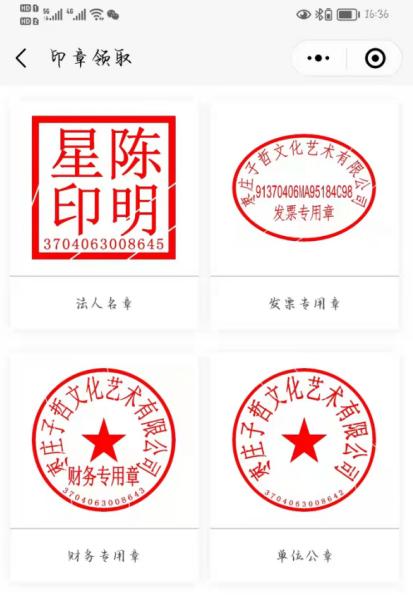 HD 1 5G 4G 16:36
HD 2
印章领取
星陈
印明
3704063008645
法人名章
枣庄子哲文化艺术有限公司
91370406MA95184C98
发票专用章
发票专用章
枣庄子哲文化艺术有限公司
财务专用章
3704063008643
财务专用章
枣庄子哲文化艺术有限公司
3704063008642
单位公章